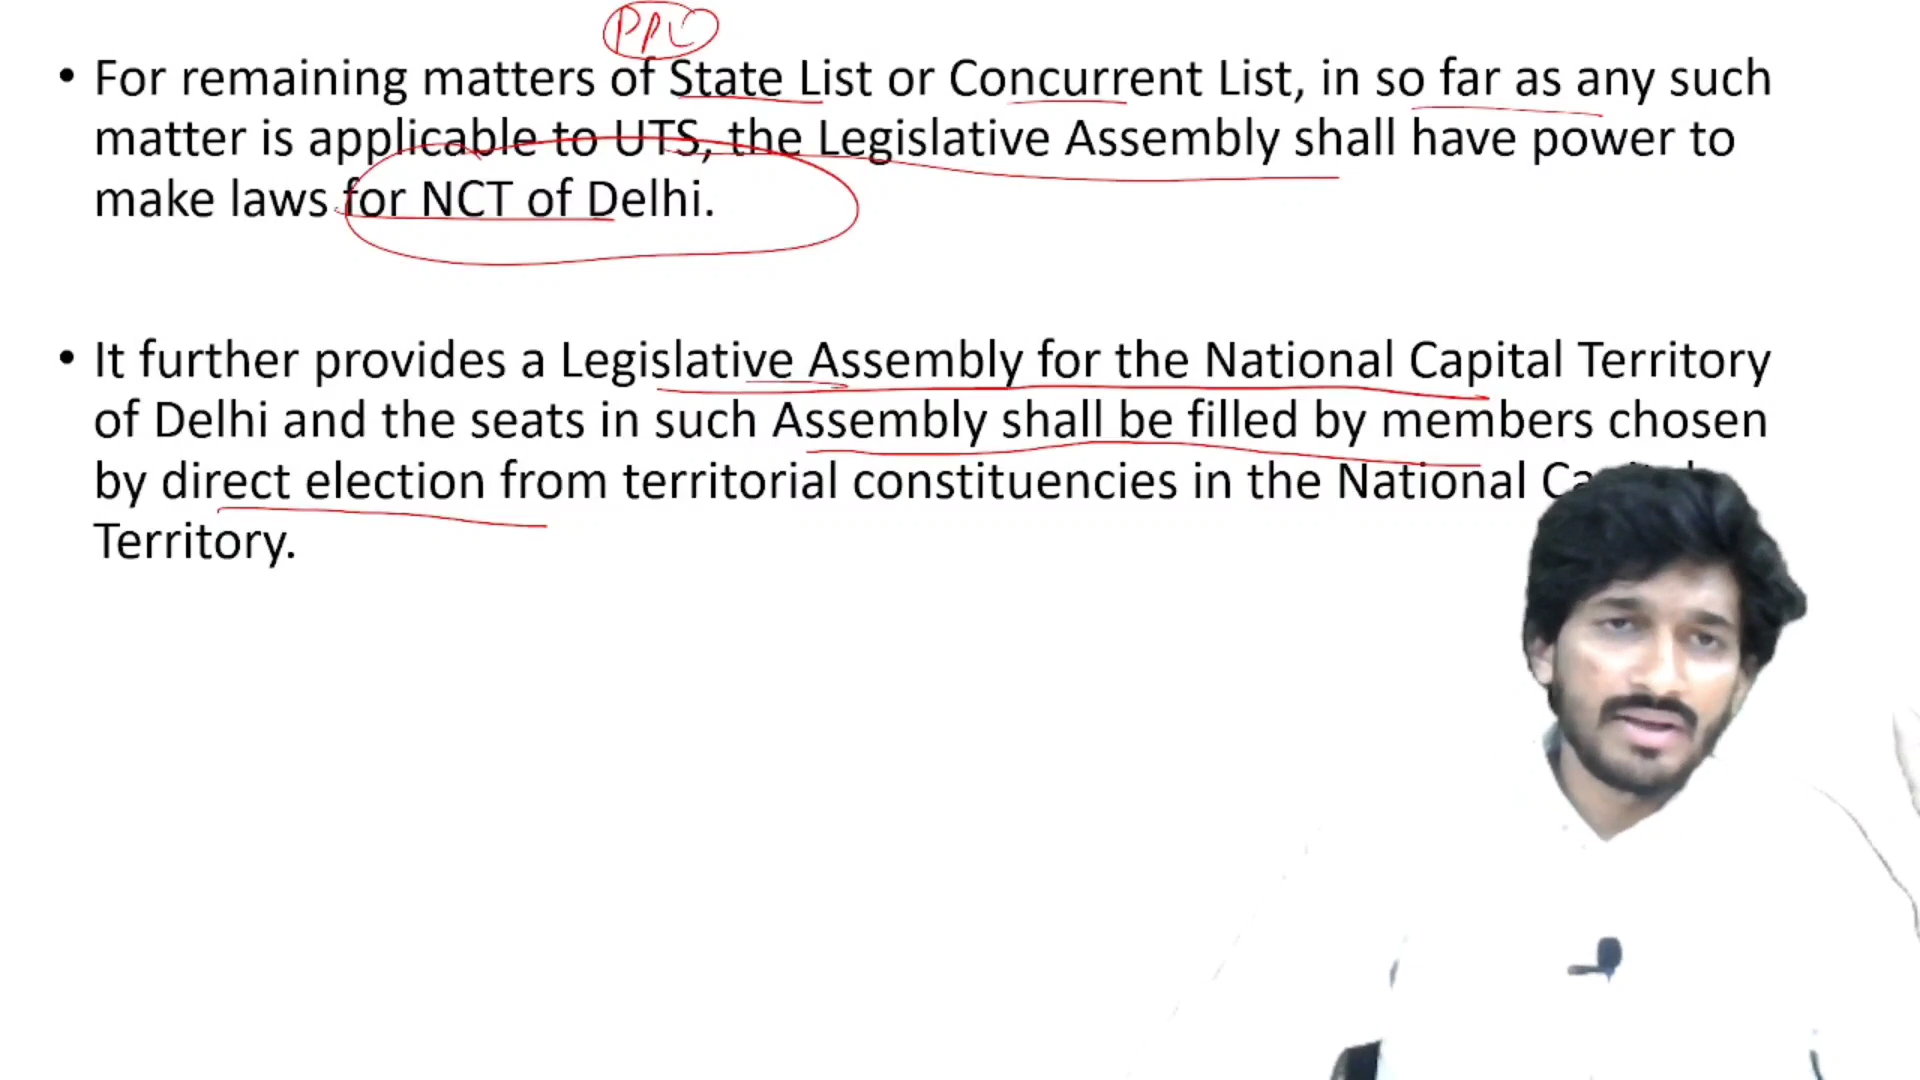 PPL
• For remaining matters of State List or Concurrent List, in so far as any such
matter is applicable to UTS, the Legislative Assembly shall have power to
make laws for NCT of Delhi.
• It further provides a Legislative Assembly for the National Capital Territory
of Delhi and the seats in such Assembly shall be filled by members chosen
by direct election from territorial constituencies in the National
Territory.